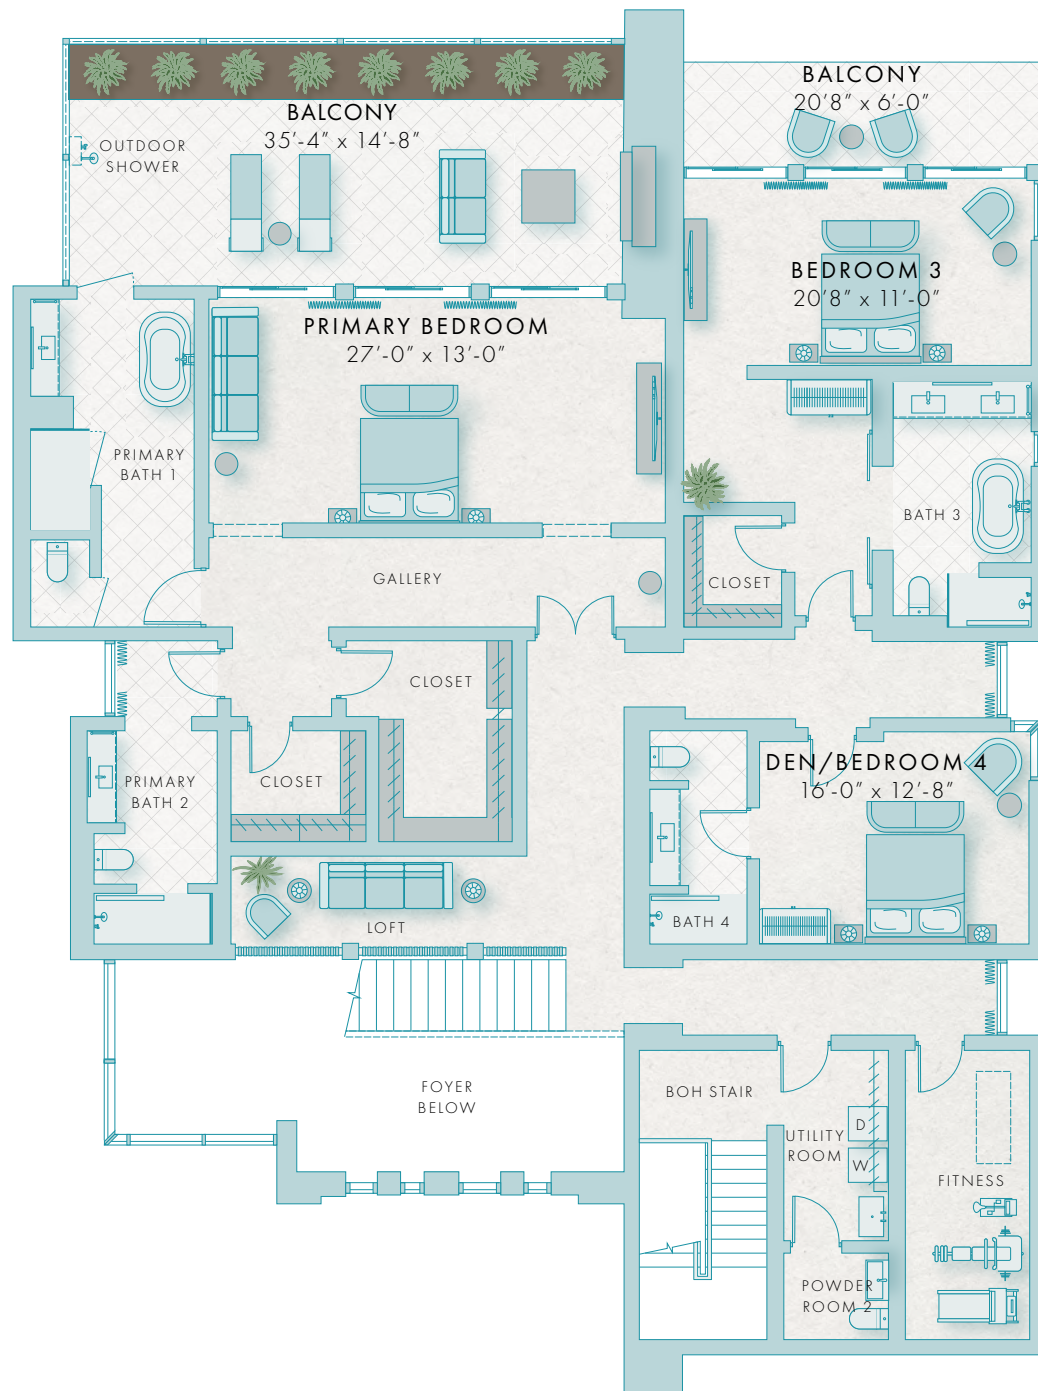 BALCONY
35'-4" x 14'-8"
OUTDOOR
SHOWER
BALCONY
20'8" x 6'-0"
BEDROOM 3
20'8" x 11'-0"
PRIMARY BEDROOM
27'-0" x 13'-0"
PRIMARY
BATH 1
BATH 3
CLOSET
GALLERY
CLOSET
CLOSET
PRIMARY
BATH 2
DEN/BEDROOM 4
16'-0" x 12'-8"
BATH 4
LOFT
FOYER
BELOW
BOH STAIR
D
UTILITY
ROOM
W
FITNESS
POWDER
ROOM 2